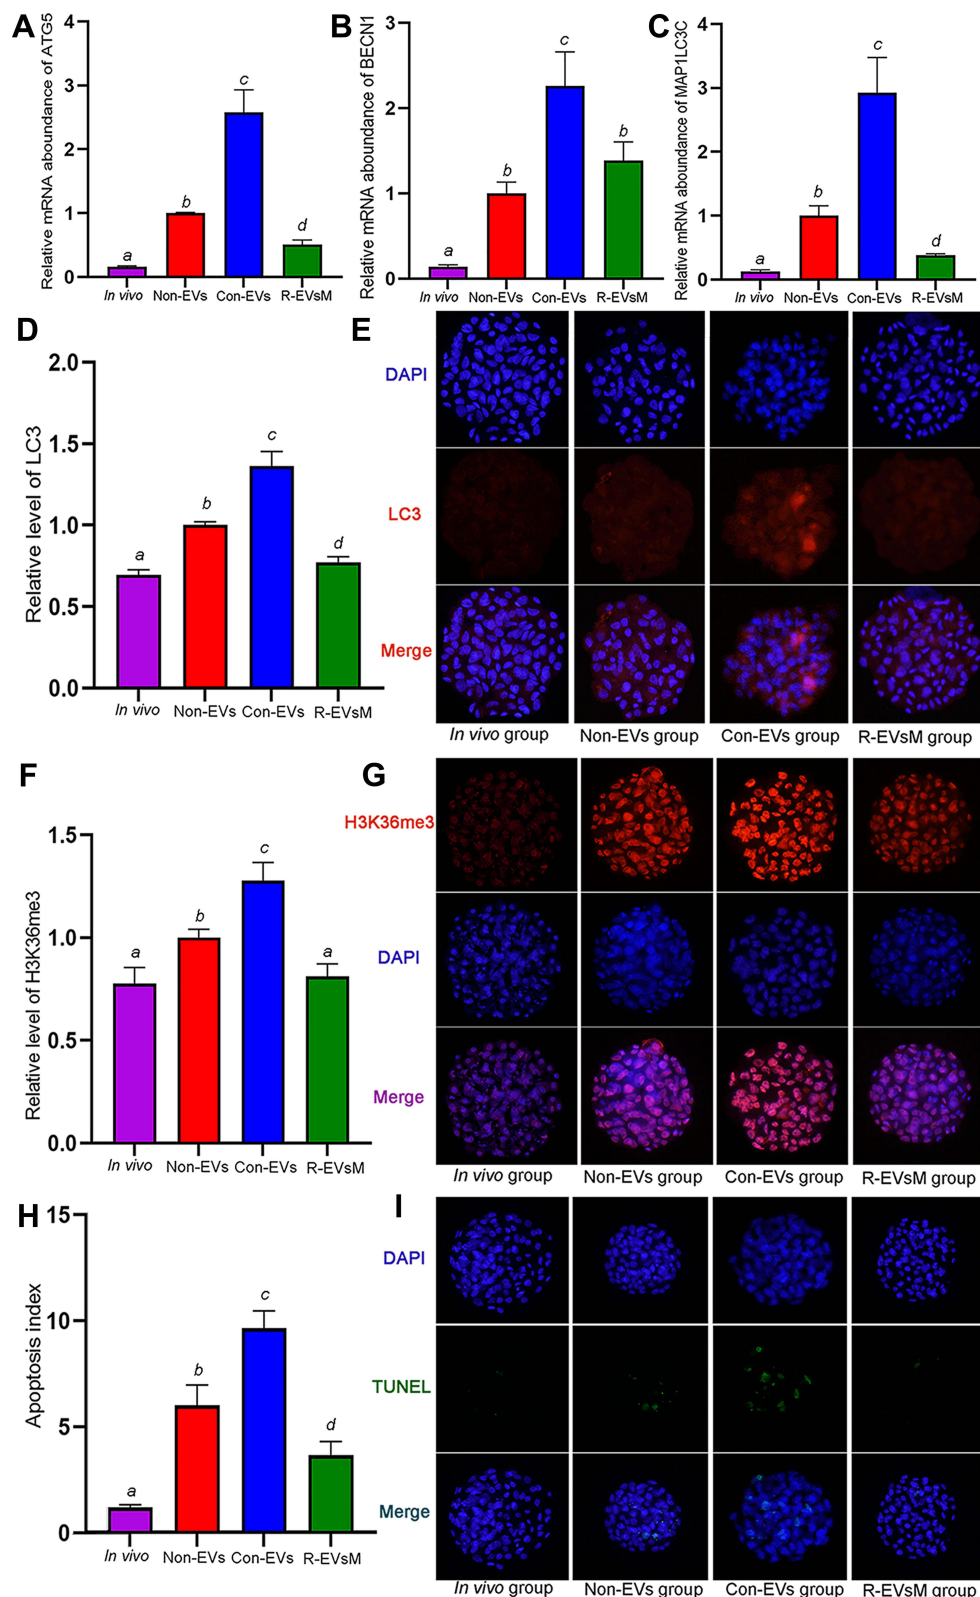 A
Relative mRNA aboundance of ATG5
4
3
2
1
0
a
b
c
d
In vivo
Non-EVs
Con-EVs
R-EVsM
B
Relative mRNA aboundance of BECN1
3
2
1
0
a
b
c
b
In vivo
Non-EVs
Con-EVs
R-EVsM
C
Relative mRNA aboundance of MAP1LC3C
4
3
2
1
0
a
b
c
d
In vivo
Non-EVs
Con-EVs
R-EVsM
D
Relative level of LC3
2.0
1.5
1.0
0.5
0.0
a
b
c
d
In vivo
Non-EVs
Con-EVs
R-EVsM
E
DAPI
LC3
Merge
In vivo group
Non-EVs group
Con-EVs group
R-EVsM group
F
Relative level of H3K36me3
1.5
1.0
0.5
0.0
a
b
c
a
In vivo
Non-EVs
Con-EVs
R-EVsM
G
H3K36me3
DAPI
Merge
In vivo group
Non-EVs group
Con-EVs group
R-EVsM group
H
Apoptosis index
15
10
5
0
a
b
c
d
In vivo
Non-EVs
Con-EVs
R-EVsM
I
DAPI
TUNEL
Merge
In vivo group
Non-EVs group
Con-EVs group
R-EVsM group